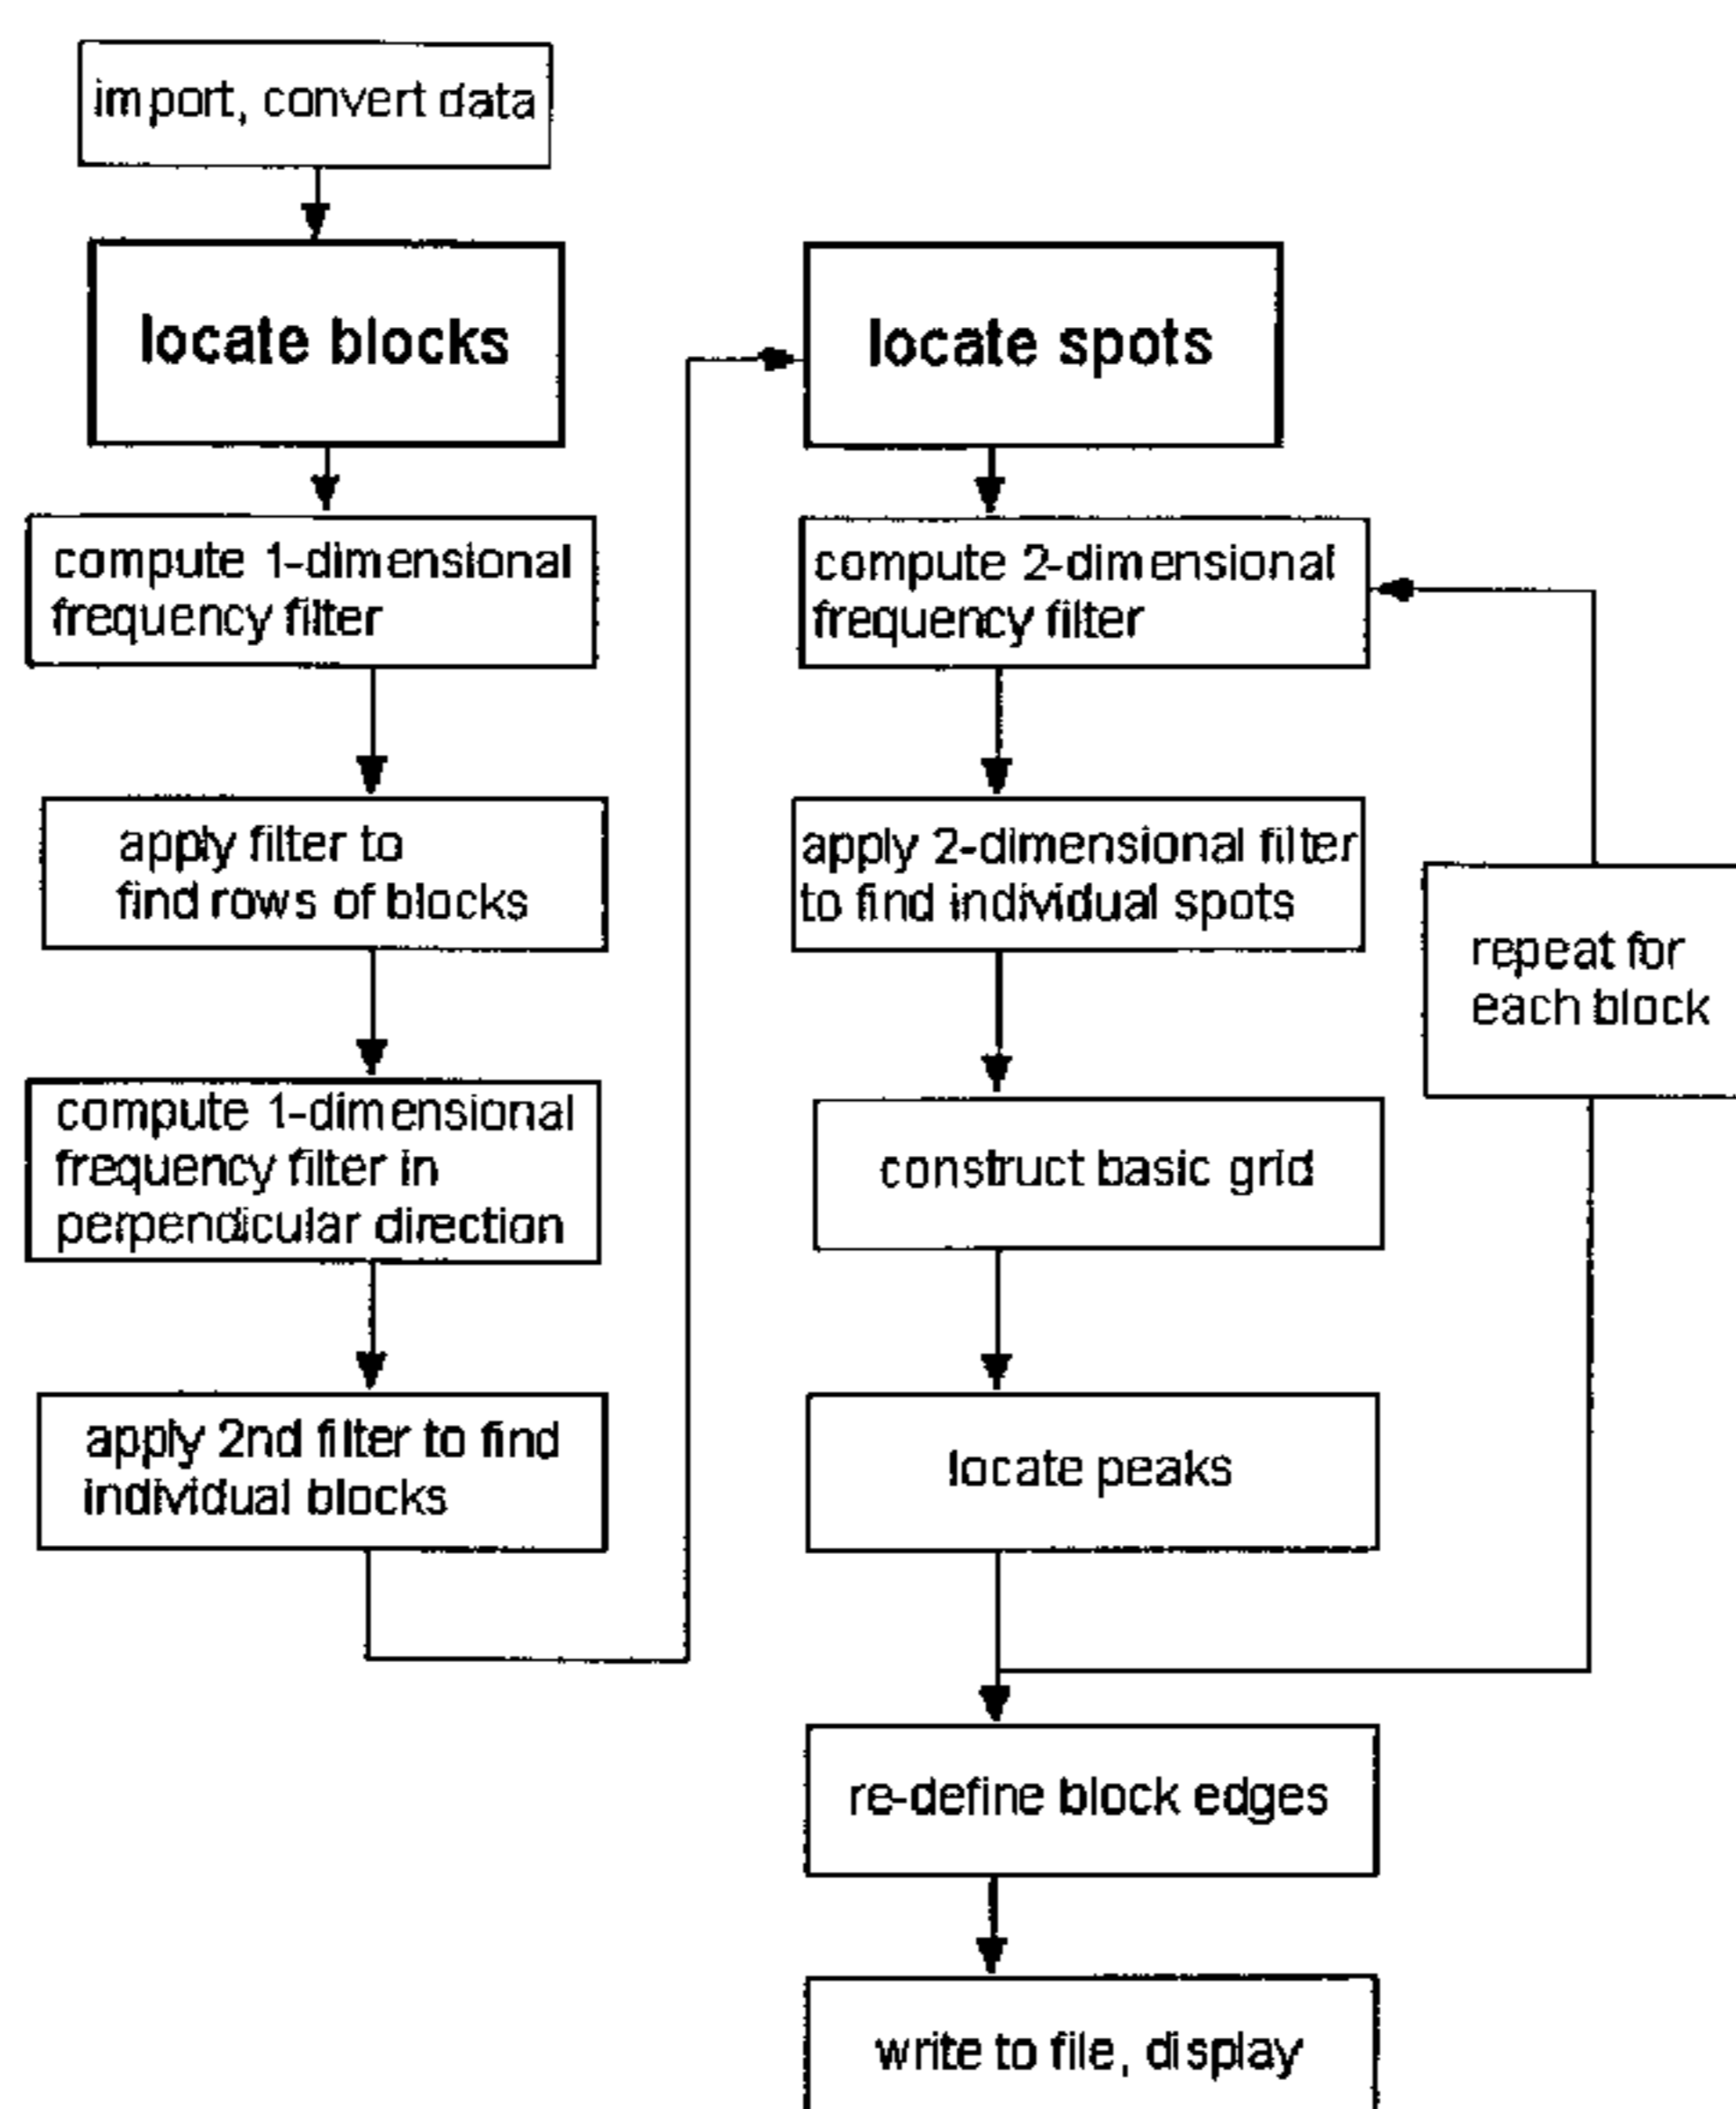 import, convert data
locate blocks
compute 1-dimensional
frequency filter
apply filter to
find rows of blocks
compute 1-dimensional
frequency filter in
perpendicular direction
apply 2nd filter to find
individual blocks
locate spots
compute 2-dimensional
frequency filter
apply 2-dimensional filter
to find individual spots
construct basic grid
locate peaks
repeat for
each block
re-define block edges
write to file, display